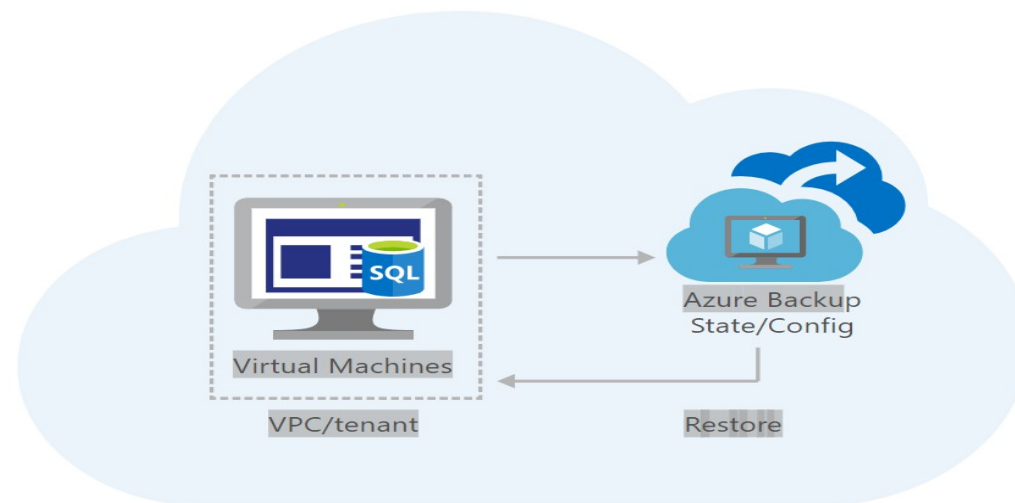 SQL
Azure Backup
State/Config
Virtual Machines
VPC/tenant
Restore